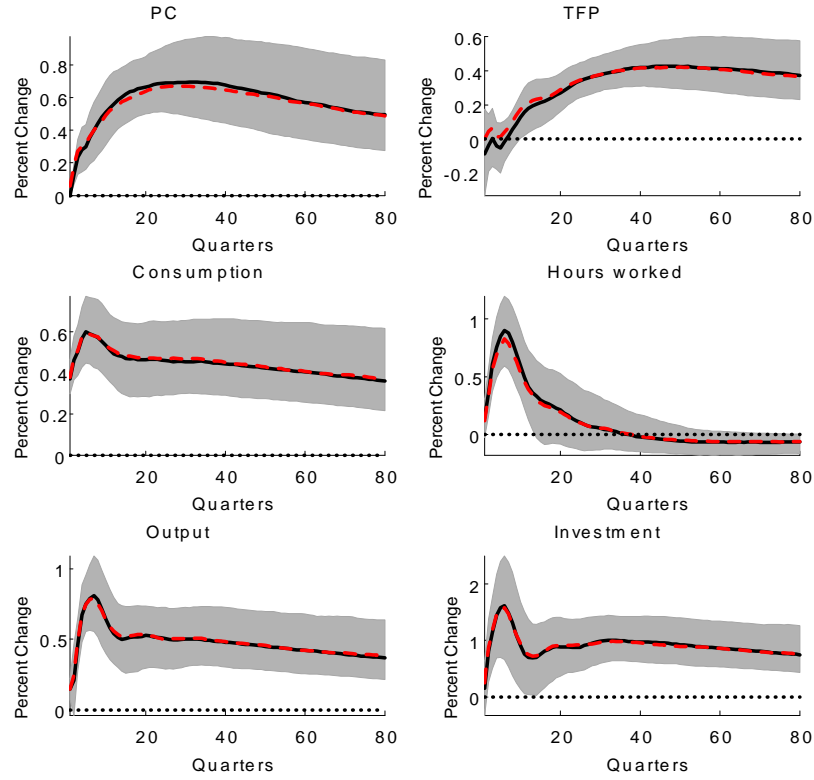 PC
Percent Change
0.8
0.6
0.4
0.2
0
20 40 60 80
Quarters
TFP
Percent Change
0.6
0.4
0.2
0
-0.2
20 40 60 80
Quarters
Consumption
Percent Change
0.6
0.4
0.2
0
20 40 60 80
Quarters
Hours worked
Percent Change
1
0.5
0
20 40 60 80
Quarters
Output
Percent Change
1
0.5
0
20 40 60 80
Quarters
Investment
Percent Change
2
1
0
20 40 60 80
Quarters